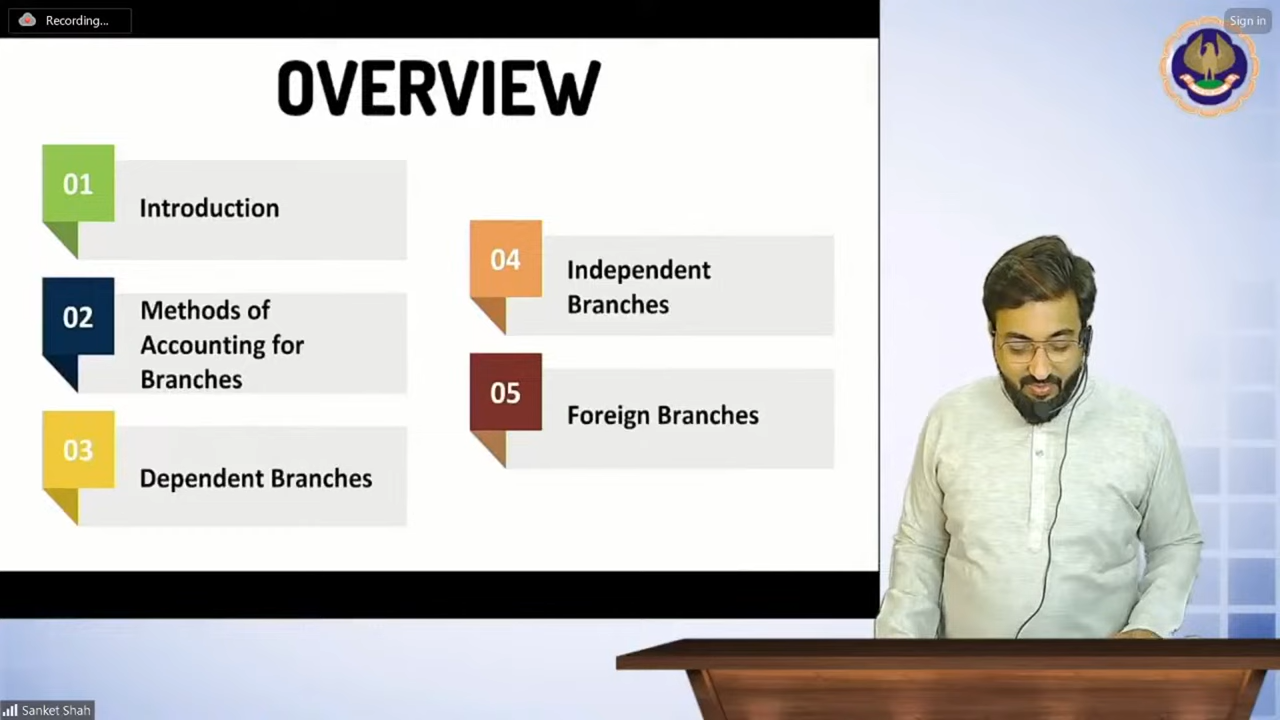 Recording...
Sign in
OVERVIEW
01
Introduction
02
Methods of
Accounting for
Branches
03
Dependent Branches
04
Independent
Branches
05
Foreign Branches
Sanket Shah